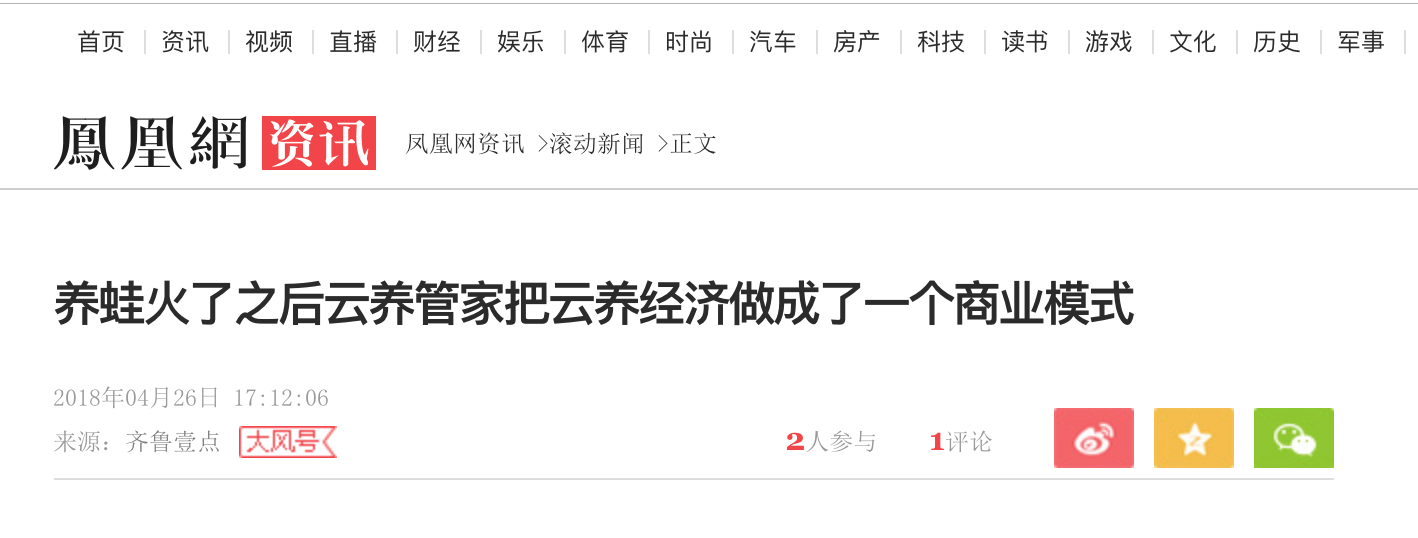 首页 资讯 视频 直播 财经 娱乐 体育 时尚 汽车 房产 科技 读书 游戏 文化 历史 军事
鳳凰網 资讯 凤凰网资讯 >滚动新闻 >正文
养蛙火了之后云养管家把云养经济做成了一个商业模式
2018年04月26日 17:12:06
来源：齐鲁壹点 大风号 2人参与 1评论